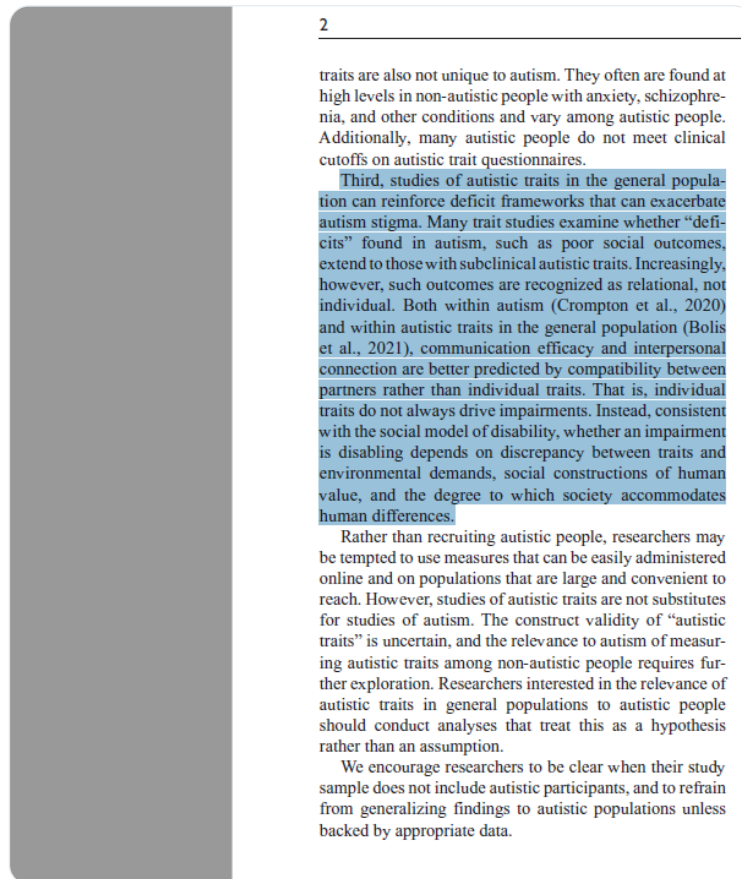 2
traits are also not unique to autism. They often are found at
high levels in non-autistic people with anxiety, schizophre-
nia, and other conditions and vary among autistic people.
Additionally, many autistic people do not meet clinical
cutoffs on autistic trait questionnaires.
Third, studies of autistic traits in the general popula-
tion can reinforce deficit frameworks that can exacerbate
autism stigma. Many trait studies examine whether “defi-
cits” found in autism, such as poor social outcomes,
extend to those with subclinical autistic traits. Increasingly,
however, such outcomes are recognized as relational, not
individual. Both within autism (Crompton et al., 2020)
and within autistic traits in the general population (Bolis
et al., 2021), communication efficacy and interpersonal
connection are better predicted by compatibility between
partners rather than individual traits. That is, individual
traits do not always drive impairments. Instead, consistent
with the social model of disability, whether an impairment
is disabling depends on discrepancy between traits and
environmental demands, social constructions of human
value, and the degree to which society accommodates
human differences.
Rather than recruiting autistic people, researchers may
be tempted to use measures that can be easily administered
online and on populations that are large and convenient to
reach. However, studies of autistic traits are not substitutes
for studies of autism. The construct validity of “autistic
traits” is uncertain, and the relevance to autism of measur-
ing autistic traits among non-autistic people requires fur-
ther exploration. Researchers interested in the relevance of
autistic traits in general populations to autistic people
should conduct analyses that treat this as a hypothesis
rather than an assumption.
We encourage researchers to be clear when their study
sample does not include autistic participants, and to refrain
from generalizing findings to autistic populations unless
backed by appropriate data.